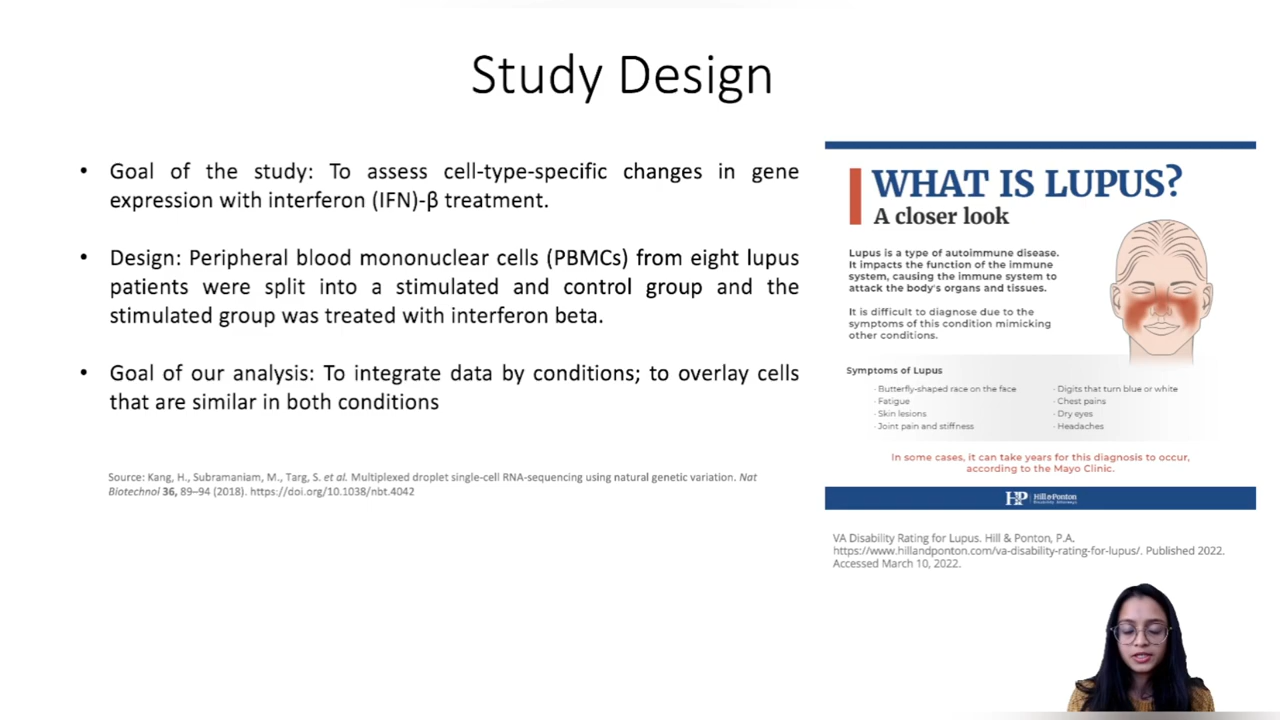 Study Design
• Goal of the study: To assess cell-type-specific changes in gene
expression with interferon (IFN)-β treatment.
• Design: Peripheral blood mononuclear cells (PBMCs) from eight lupus
patients were split into a stimulated and control group and the
stimulated group was treated with interferon beta.
• Goal of our analysis: To integrate data by conditions; to overlay cells
that are similar in both conditions
Source: Kang, H., Subramaniam, M., Targ, S. et al. Multiplexed droplet single-cell RNA-sequencing using natural genetic variation. Nat
Biotechnol 36, 89–94 (2018). https://doi.org/10.1038/nbt.4042
WHAT IS LUPUS?
A closer look
Lupus is a type of autoimmune disease.
It impacts the function of the immune
system, causing the immune system to
attack the body's organs and tissues.
It is difficult to diagnose due to the
symptoms of this condition mimicking
other conditions.
Symptoms of Lupus
· Butterfly-shaped race on the face
· Fatigue
· Skin lesions
· Joint pain and stiffness
· Digits that turn blue or white
· Chest pains
· Dry eyes
· Headaches
In some cases, it can take years for this diagnosis to occur,
according to the Mayo Clinic.
HP Hill & Ponton
VA Disability Rating for Lupus. Hill & Ponton, P.A.
https://www.hillandponton.com/va-disability-rating-for-lupus/. Published 2022.
Accessed March 10, 2022.